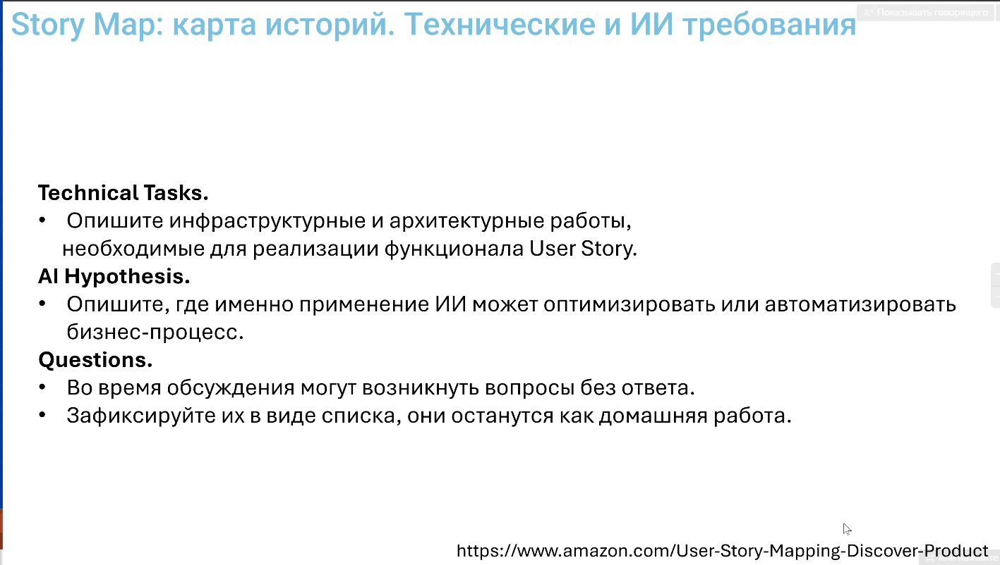 Story Map: карта историй. Технические и ИИ требования
Показывать говорящего
Technical Tasks.
• Опишите инфраструктурные и архитектурные работы,
необходимые для реализации функционала User Story.
AI Hypothesis.
• Опишите, где именно применение ИИ может оптимизировать или автоматизировать
бизнес-процесс.
Questions.
• Во время обсуждения могут возникнуть вопросы без ответа.
• Зафиксируйте их в виде списка, они останутся как домашняя работа.
https://www.amazon.com/User-Story-Mapping-Discover-Product
или нажмите